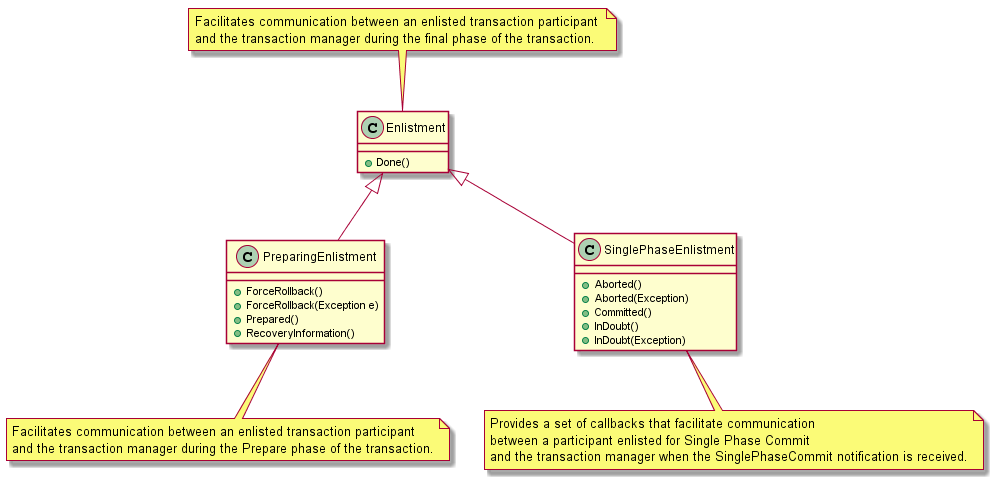 Facilitates communication between an enlisted transaction participant
and the transaction manager during the final phase of the transaction.
C Enlistment
Done()
C PreparingEnlistment
ForceRollback()
ForceRollback(Exception e)
Prepared()
RecoveryInformation()
C SinglePhaseEnlistment
Aborted()
Aborted(Exception)
Committed()
InDoubt()
InDoubt(Exception)
Facilitates communication between an enlisted transaction participant
and the transaction manager during the Prepare phase of the transaction.
Provides a set of callbacks that facilitate communication
between a participant enlisted for Single Phase Commit
and the transaction manager when the SinglePhaseCommit notification is received.